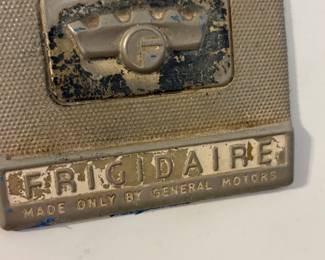 F
FRIGIDAIRE
MADE ONLY BY GENERAL MOTORS